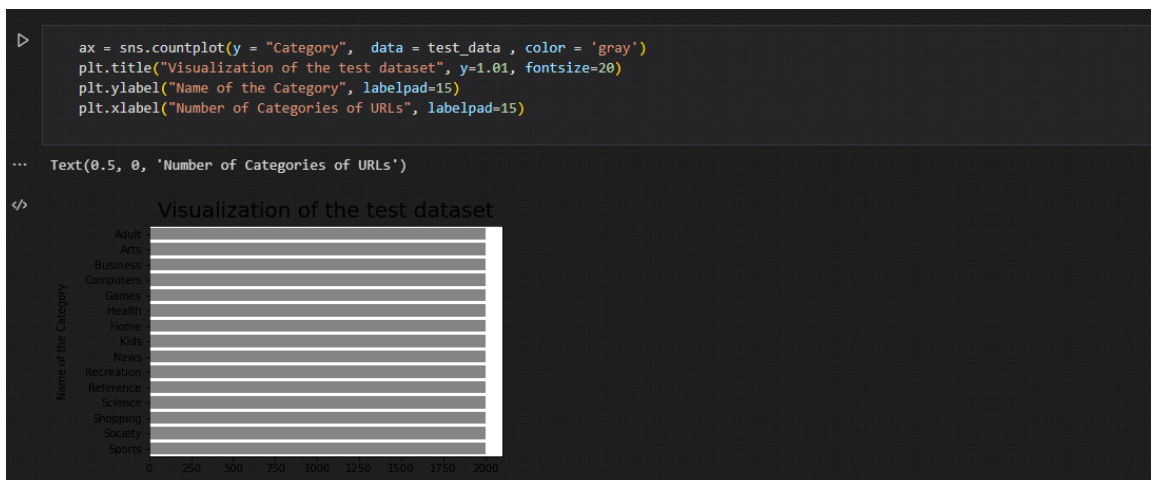 ax = sns.countplot(y = "Category",  data = test_data , color = 'gray')
plt.title("Visualization of the test dataset", y=1.01, fontsize=20)
plt.ylabel("Name of the Category", labelpad=15)
plt.xlabel("Number of Categories of URLs", labelpad=15)
... Text(0.5, 0, 'Number of Categories of URLs')
</>
Visualization of the test dataset
Name of the Category
Adult
Arts
Business
Computers
Games
Health
Home
Kids
News
Recreation
Reference
Science
Shopping
Society
Sports
0 250 500 750 1000 1250 1500 1750 2000